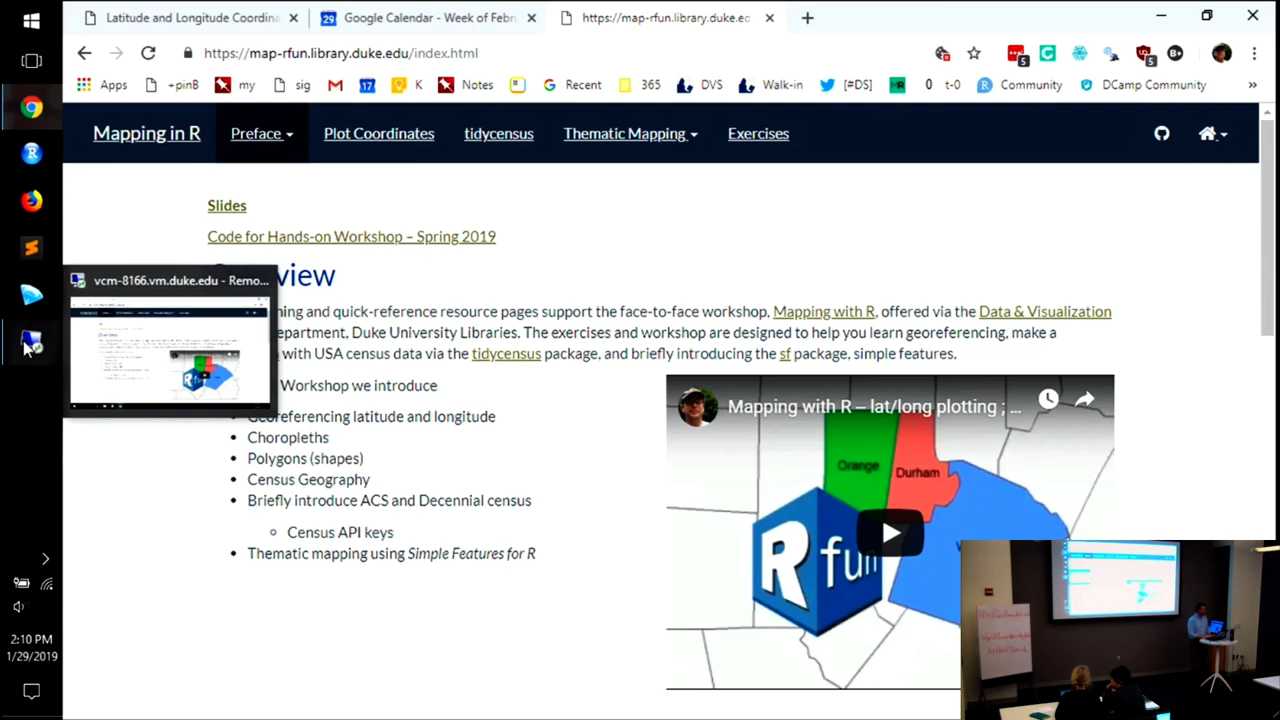 Latitude and Longitude Coordina
Google Calendar - Week of Febru
https://map-rfun.library.duke.ed
https://map-rfun.library.duke.edu/index.html
Apps
+pinB
my
sig
17
K
Notes
Recent
365
DVS
Walk-in
[#DS]
0 t-0
Community
DCamp Community
»
Mapping in R
Preface
Plot Coordinates
tidycensus
Thematic Mapping
Exercises
Slides
Code for Hands-on Workshop – Spring 2019
view
vcm-8166.vm.duke.edu - Remo...
ning and quick-reference resource pages support the face-to-face workshop, Mapping with R, offered via the Data & Visualization
epartment, Duke University Libraries. The exercises and workshop are designed to help you learn georeferencing, make a
with USA census data via the tidycensus package, and briefly introducing the sf package, simple features.
Workshop we introduce
Georeferencing latitude and longitude
Choropleths
Polygons (shapes)
Census Geography
Briefly introduce ACS and Decennial census
Census API keys
Thematic mapping using Simple Features for R
Mapping with R – lat/long plotting ; ...
Orange
Durham
R fun
2:10 PM
1/29/2019